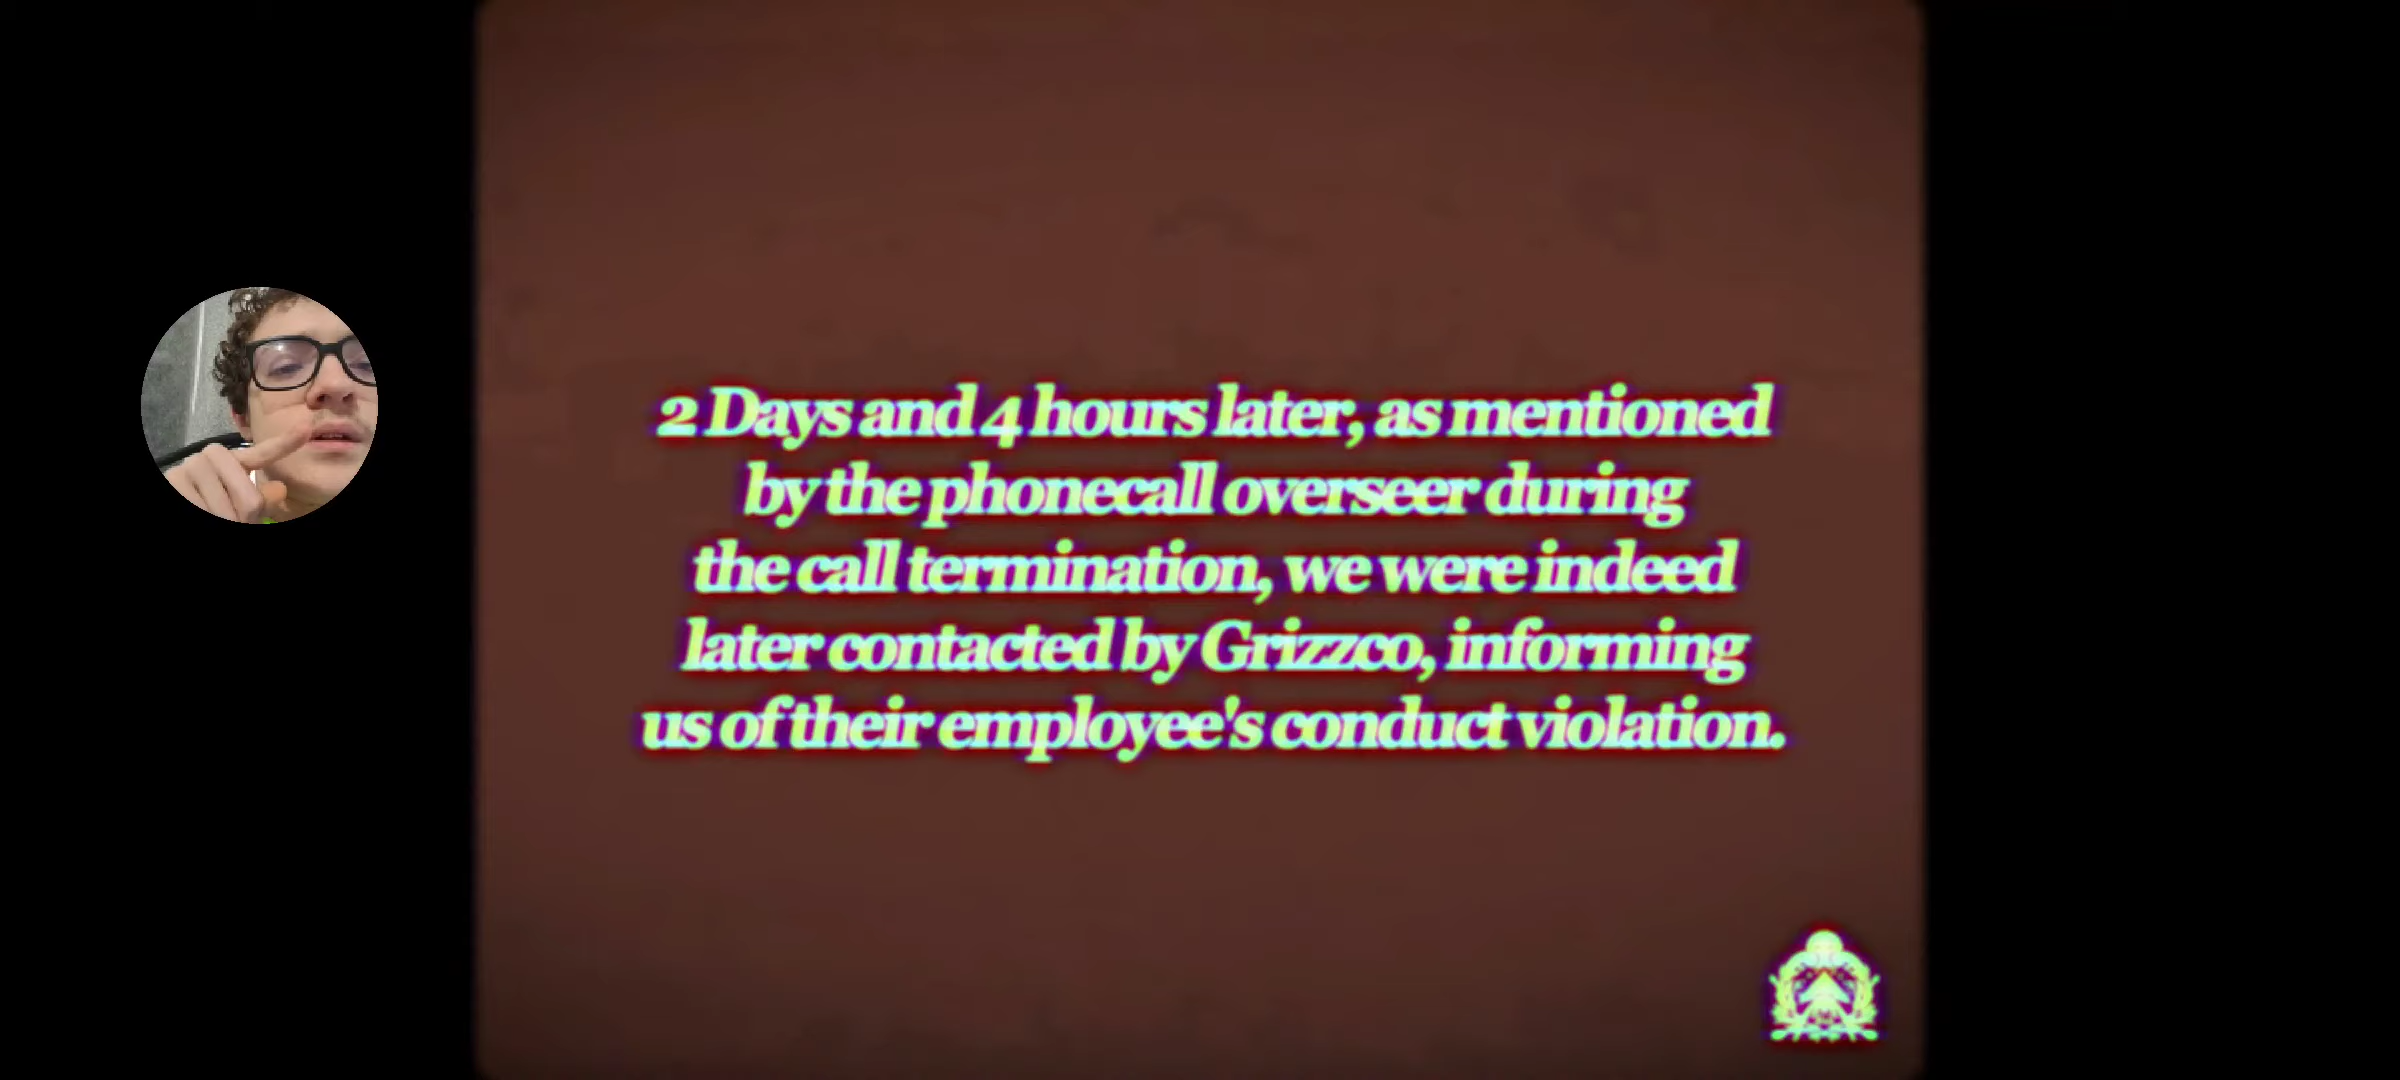 2 Days and 4 hours later, as mentioned
by the phonecall overseer during
the call termination, we were indeed
later contacted by Grizzco, informing
us of their employee's conduct violation.